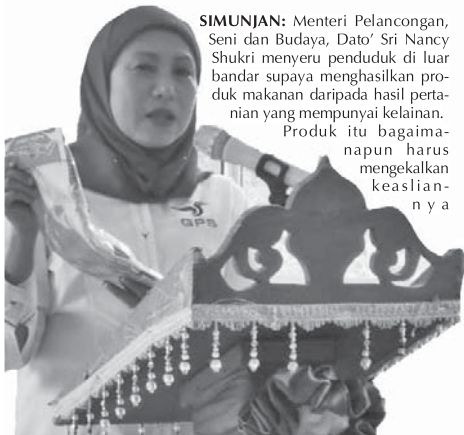 SIMUNJAN: Menteri Pelancongan,
Seni dan Budaya, Dato’ Sri Nancy
Shukri menyeru penduduk di luar
bandar supaya menghasilkan pro-
duk makanan daripada hasil perta-
nian yang mempunyai kelainan.
Produk itu bagaima-
napun harus
mengekalkan
keaslian-
nya
GPS